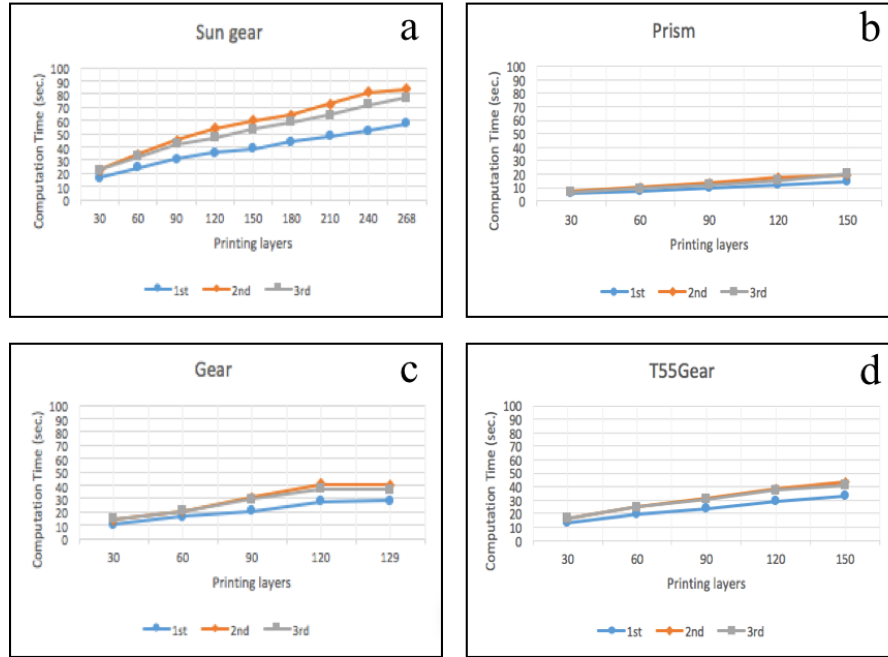 Sun gear
a
100
90
80
70
60
50
40
30
20
10
0
Computation Time (sec.)
30 60 90 120 150 180 210 240 268
Printing layers
1st 2nd 3rd
Prism
b
100
90
80
70
60
50
40
30
20
10
0
Computation Time (sec.)
30 60 90 120 150
Printing layers
1st 2nd 3rd
Gear
c
100
90
80
70
60
50
40
30
20
10
0
Computation Time (sec.)
30 60 90 120 129
Printing layers
1st 2nd 3rd
T55Gear
d
100
90
80
70
60
50
40
30
20
10
0
Computation Time (sec.)
30 60 90 120 150
Printing layers
1st 2nd 3rd